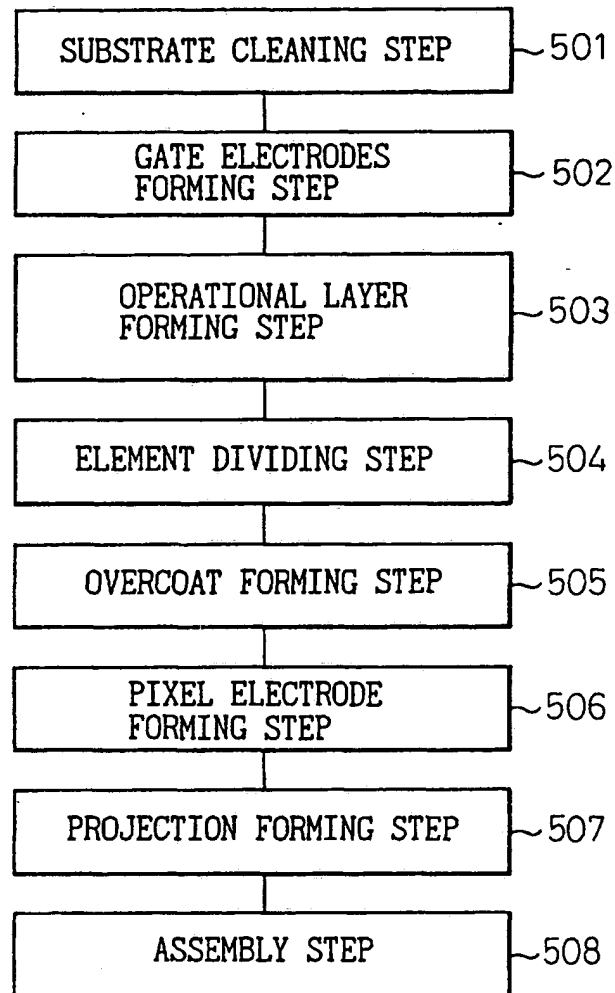 SUBSTRATE CLEANING STEP 501
GATE ELECTRODES
FORMING STEP
502
OPERATIONAL LAYER
FORMING STEP
503
ELEMENT DIVIDING STEP 504
OVERCOAT FORMING STEP 505
PIXEL ELECTRODE
FORMING STEP
506
PROJECTION FORMING STEP 507
ASSEMBLY STEP 508